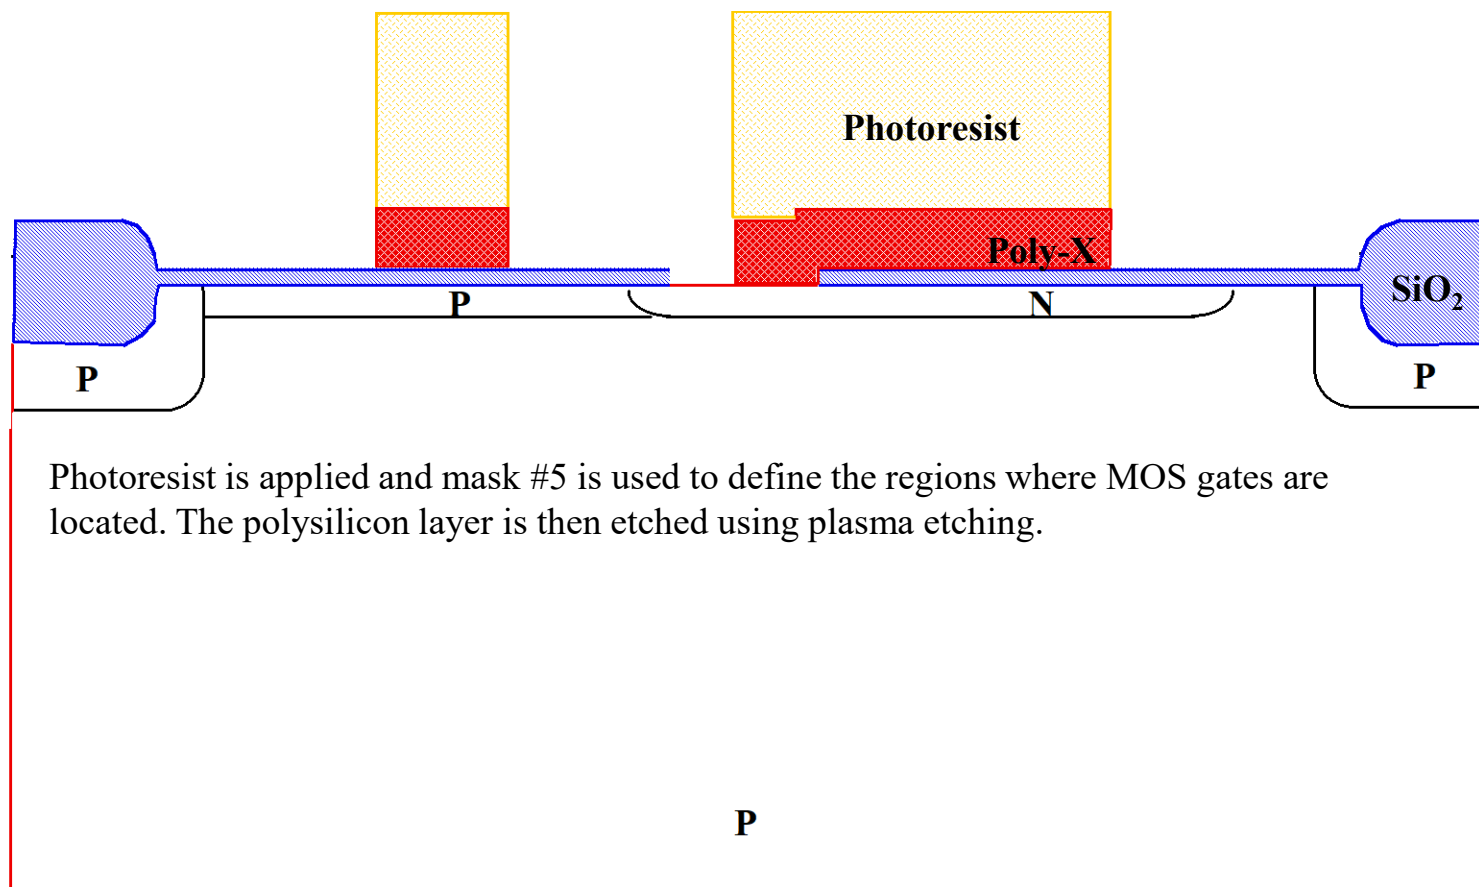 Photoresist
Poly-X
SiO₂
P
N
P
P
Photoresist is applied and mask #5 is used to define the regions where MOS gates are
located. The polysilicon layer is then etched using plasma etching.
P